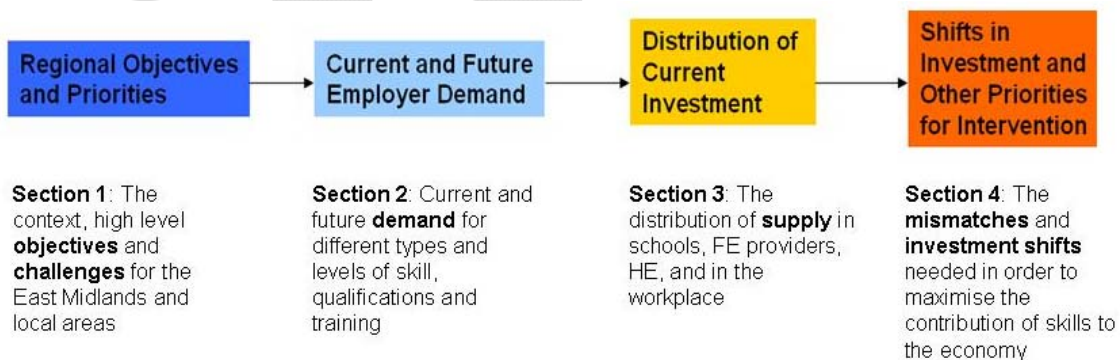 Regional Objectives
and Priorities
Current and Future
Employer Demand
Distribution of
Current
Investment
Shifts in
Investment and
Other Priorities
for Intervention
Section 1: The
context, high level
objectives and
challenges for the
East Midlands and
local areas
Section 2: Current and
future demand for
different types and
levels of skill,
qualifications and
training
Section 3: The
distribution of supply in
schools, FE providers,
HE, and in the
workplace
Section 4: The
mismatches and
investment shifts
needed in order to
maximise the
contribution of skills to
the economy